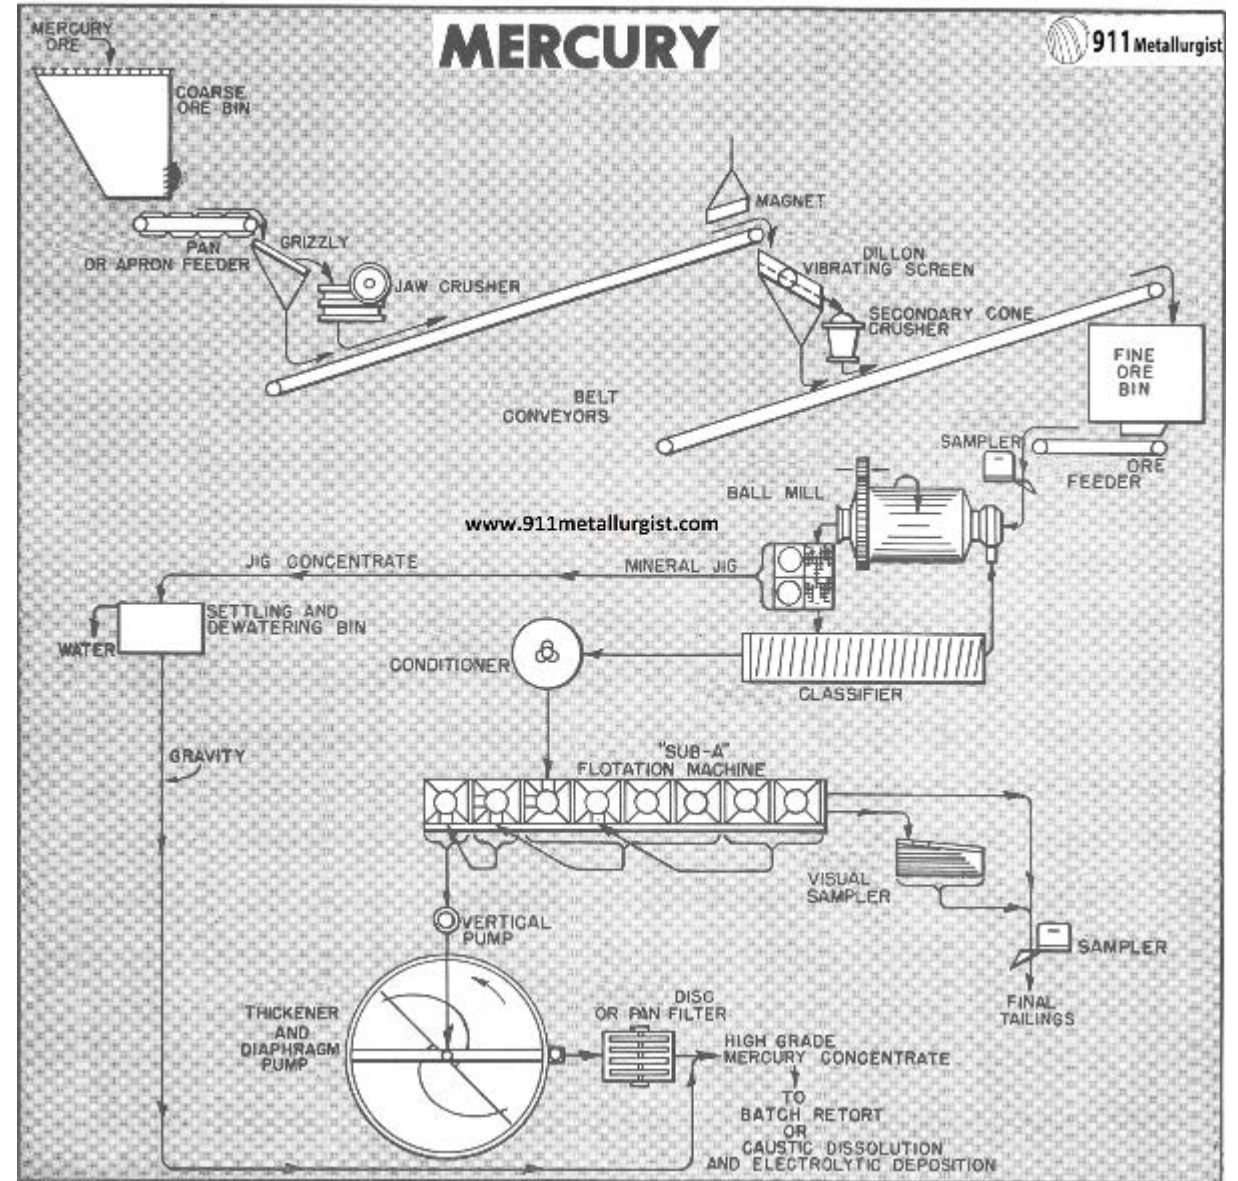 MERCURY
911 Metallurgist
MERCURY
ORE
COARSE
ORE BIN
MAGNET
PAN
OR APRON FEEDER
GRIZZLY
JAW CRUSHER
DILLON
VIBRATING SCREEN
SECONDARY CONE
CRUSHER
FINE
ORE
BIN
BELT
CONVEYORS
SAMPLER
ORE
FEEDER
BALL MILL
www.911metallurgist.com
JIG CONCENTRATE
MINERAL JIG
SETTLING AND
DEWATERING BIN
WATER
CONDITIONER
CLASSIFIER
GRAVITY
"SUB-A"
FLOTATION MACHINE
VISUAL
SAMPLER
VERTICAL
PUMP
SAMPLER
THICKENER
AND
DIAPHRAGM
PUMP
DISC
OR PAN FILTER
FINAL
TAILINGS
HIGH GRADE
MERCURY CONCENTRATE
TO
BATCH RETORT
OR
CAUSTIC DISSOLUTION
AND ELECTROLYTIC DEPOSITION